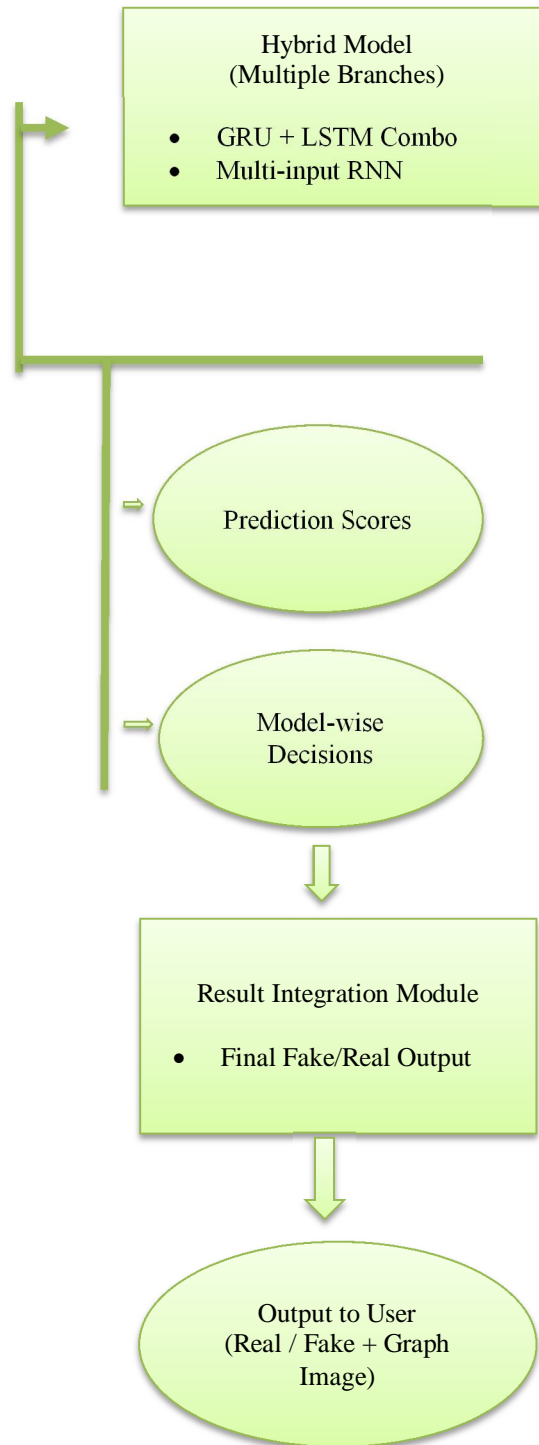 Hybrid Model
(Multiple Branches)
• GRU + LSTM Combo
• Multi-input RNN
Prediction Scores
Model-wise
Decisions
Result Integration Module
• Final Fake/Real Output
Output to User
(Real / Fake + Graph
Image)